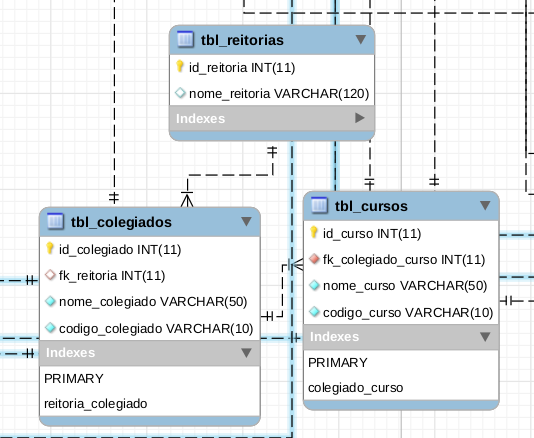 tbl_reitorias
id_reitoria INT(11)
nome_reitoria VARCHAR(120)
Indexes
tbl_colegiados
id_colegiado INT(11)
fk_reitoria INT(11)
nome_colegiado VARCHAR(50)
codigo_colegiado VARCHAR(10)
Indexes
PRIMARY
reitoria_colegiado
tbl_cursos
id_curso INT(11)
fk_colegiado_curso INT(11)
nome_curso VARCHAR(50)
codigo_curso VARCHAR(10)
Indexes
PRIMARY
colegiado_curso